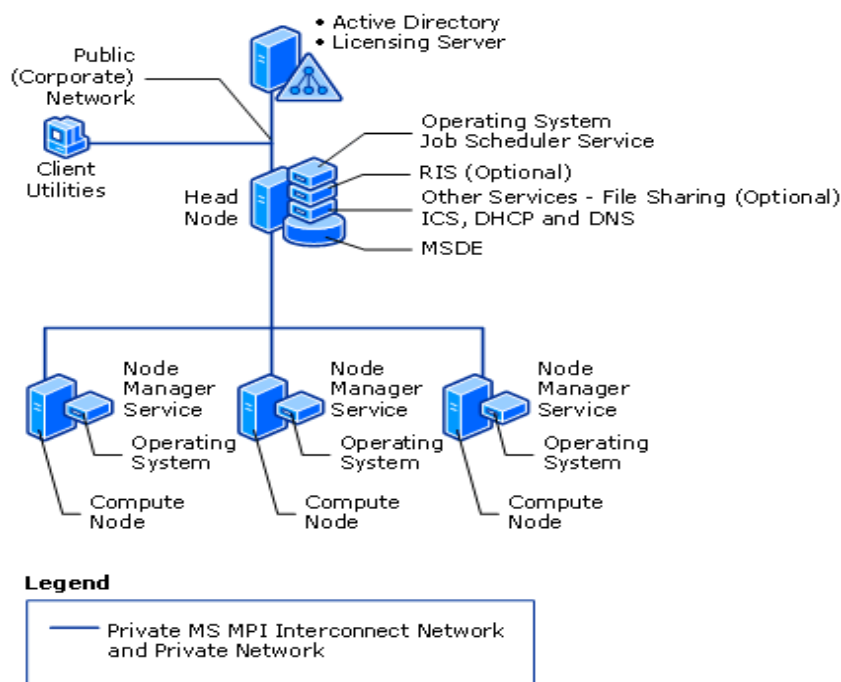 • Active Directory
• Licensing Server
Public
(Corporate)
Network
Client
Utilities
Operating System
Job Scheduler Service
RIS (Optional)
Head
Node
Other Services - File Sharing (Optional)
ICS, DHCP and DNS
MSDE
Node
Manager
Service
Operating
System
Compute
Node
Node
Manager
Service
Operating
System
Compute
Node
Node
Manager
Service
Operating
System
Compute
Node
Legend
Private MS MPI Interconnect Network
and Private Network